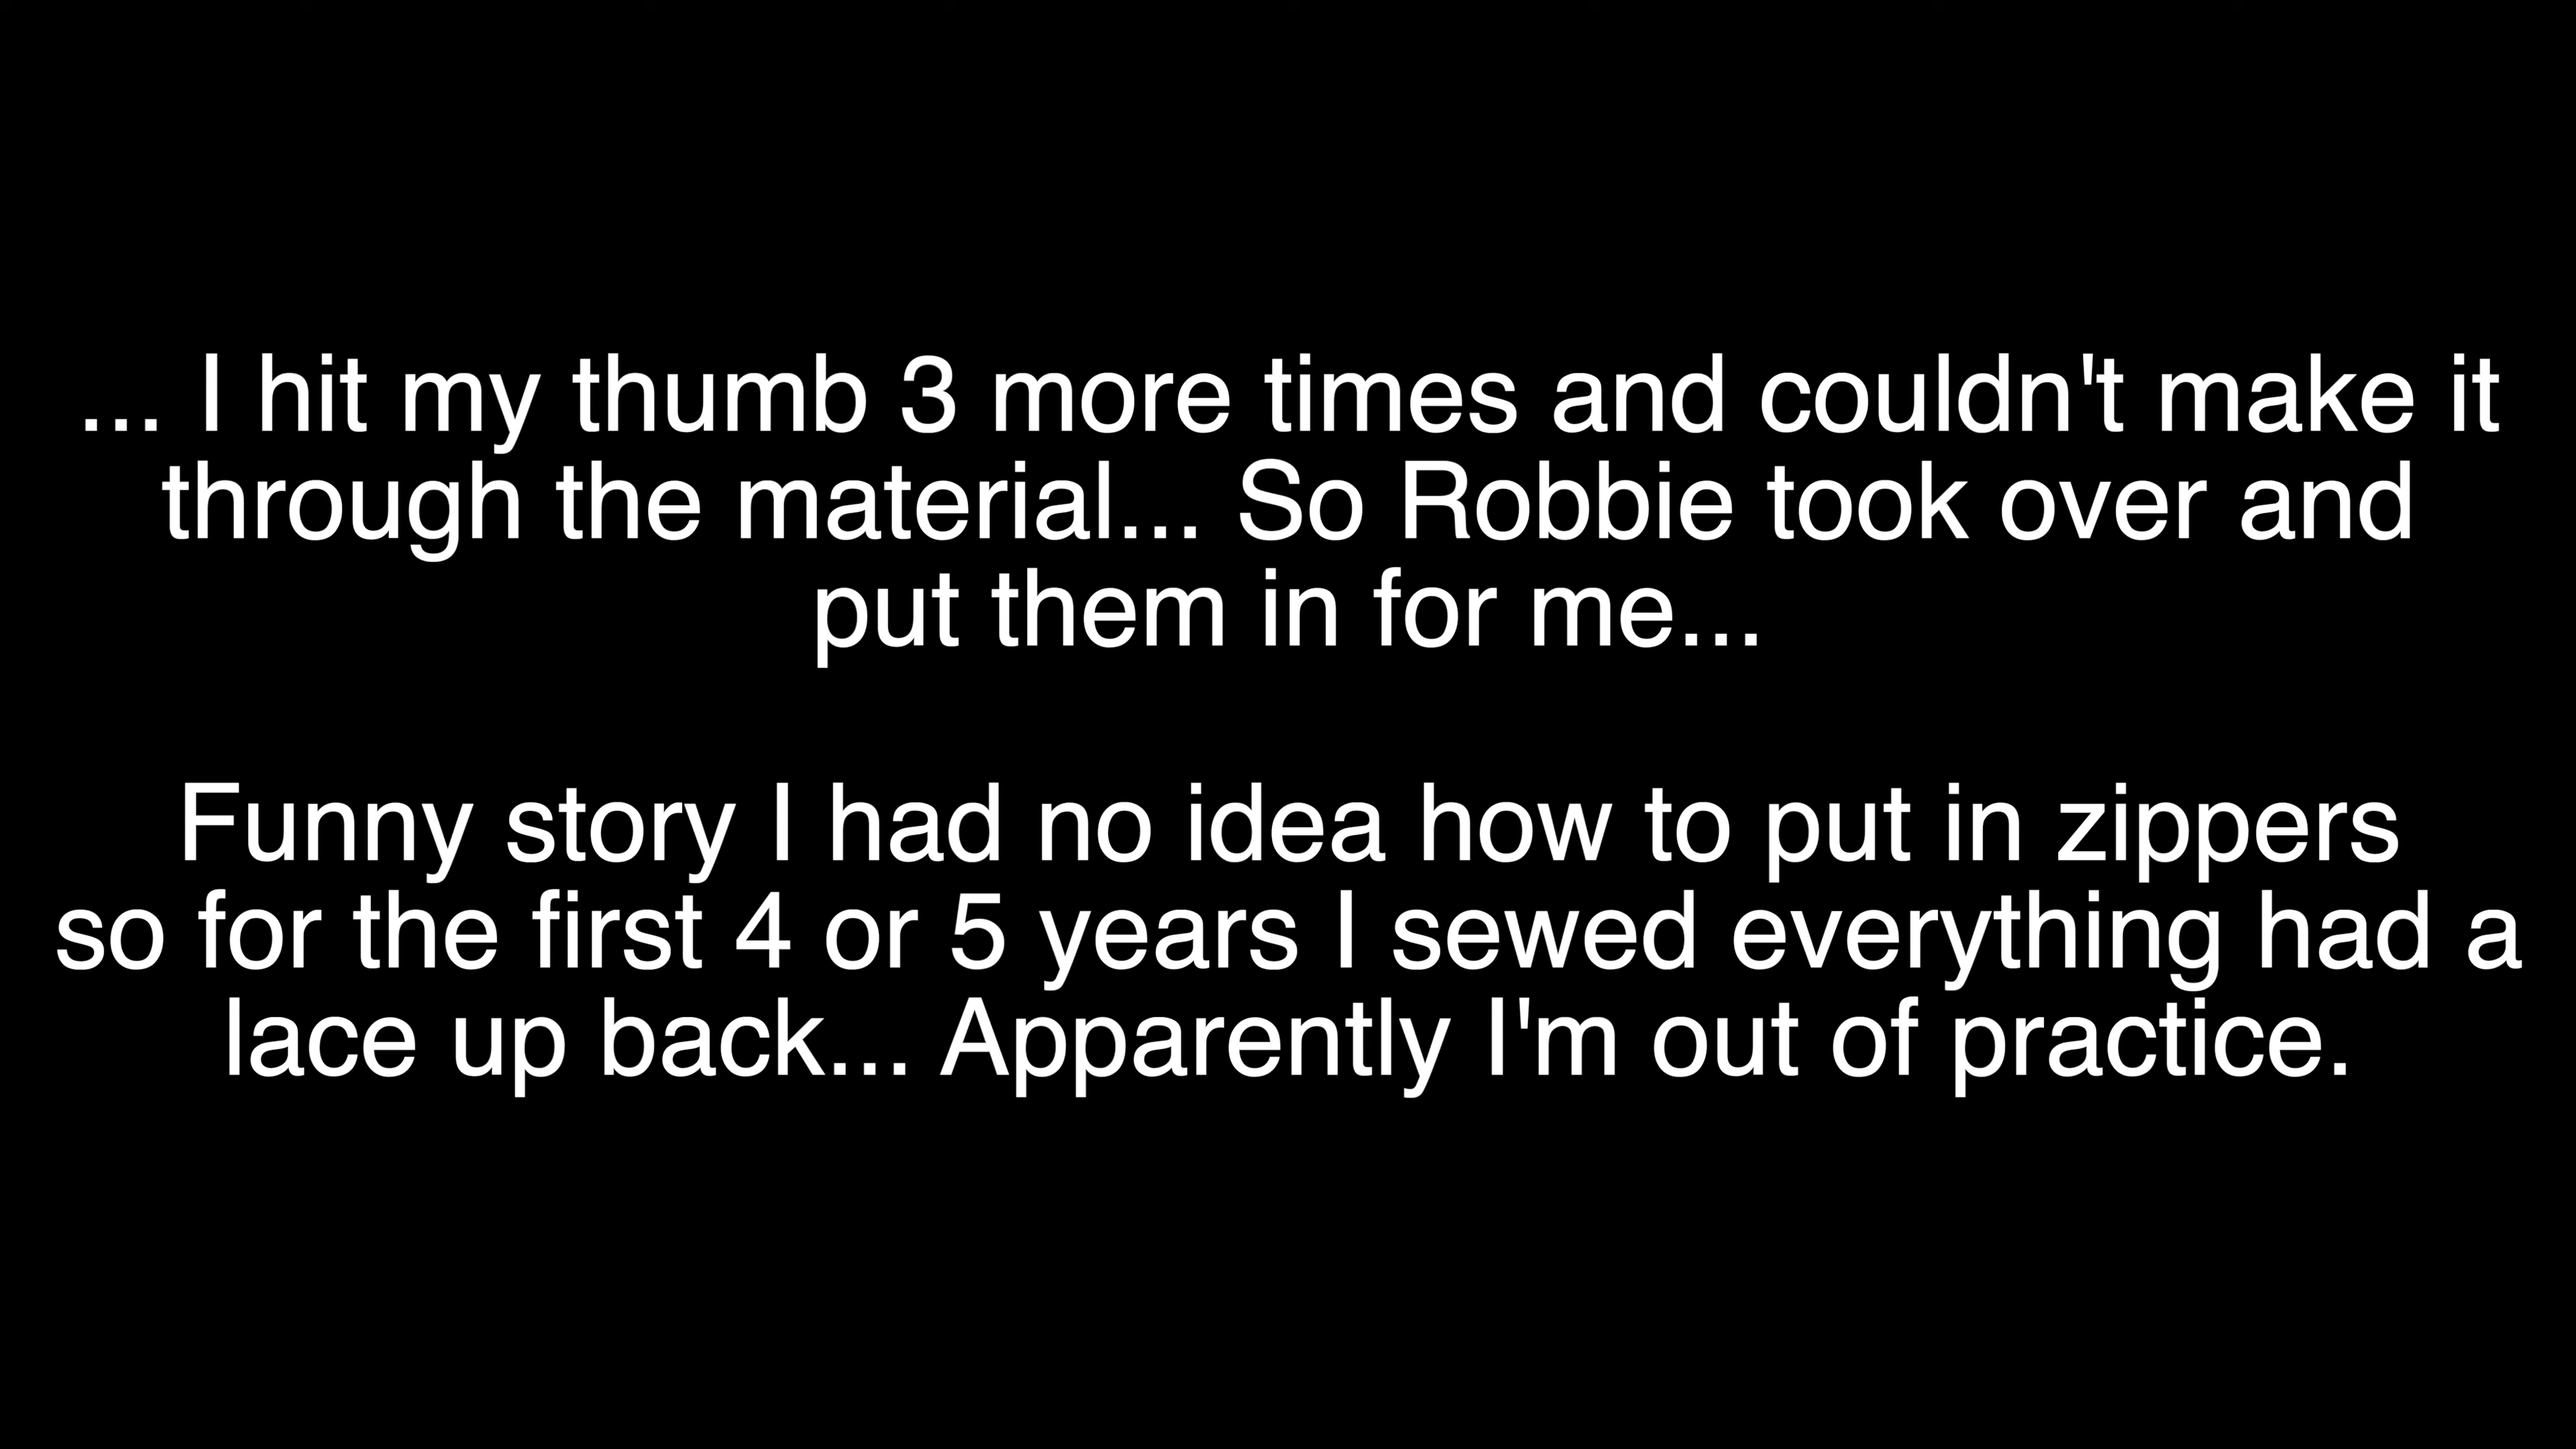 ... I hit my thumb 3 more times and couldn't make it
through the material... So Robbie took over and
put them in for me...
Funny story I had no idea how to put in zippers
so for the first 4 or 5 years I sewed everything had a
lace up back... Apparently I'm out of practice.